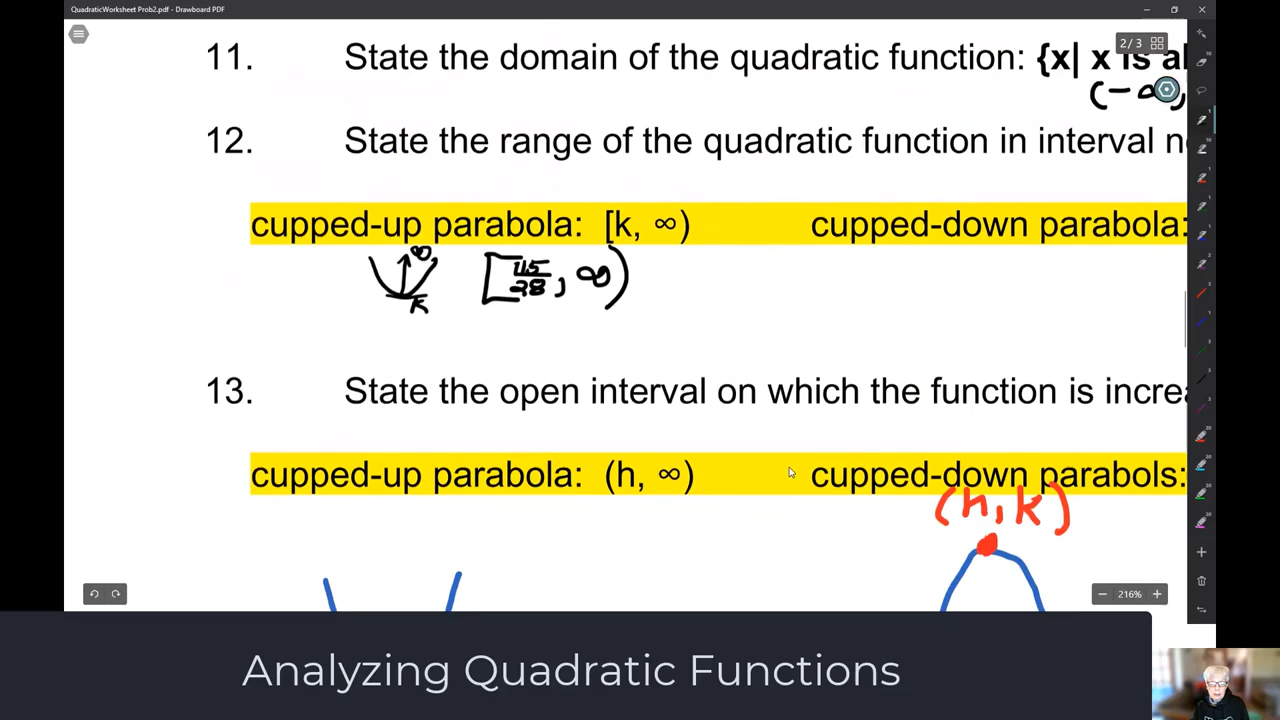 QuadraticWorksheet Prob2.pdf - Drawboard PDF
2/3
11. State the domain of the quadratic function: {x| x is al
(-∞,
12. State the range of the quadratic function in interval n
cupped-up parabola: [k, ∞) cupped-down parabola:
∞
k
[45/28, ∞)
13. State the open interval on which the function is increa
cupped-up parabola: (h, ∞) cupped-down parabols:
(h, k)
216%
Analyzing Quadratic Functions